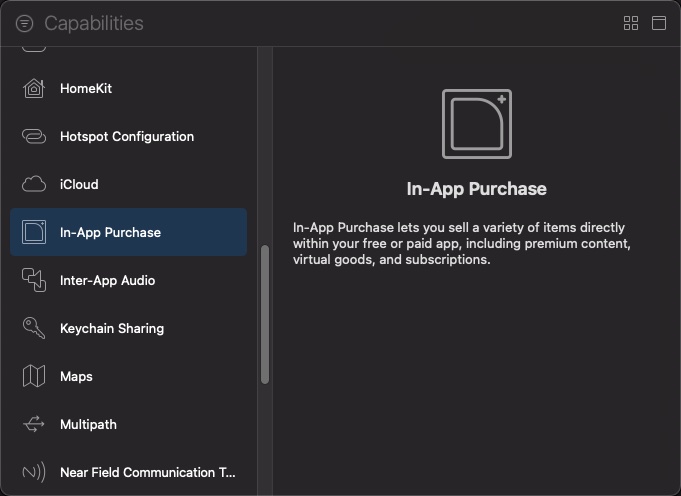 Capabilities
HomeKit
Hotspot Configuration
iCloud
In-App Purchase
Inter-App Audio
Keychain Sharing
Maps
Multipath
Near Field Communication T...
In-App Purchase
In-App Purchase lets you sell a variety of items directly
within your free or paid app, including premium content,
virtual goods, and subscriptions.